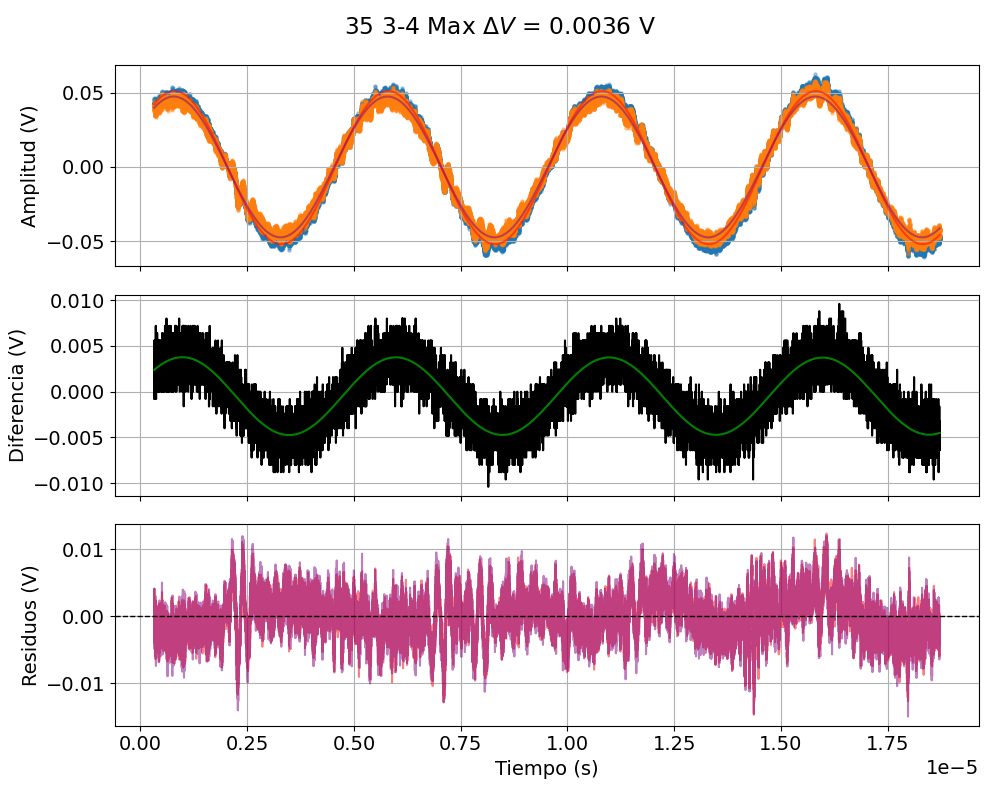 35 3-4 Max ΔV = 0.0036 V
Amplitud (V)
0.05
0.00
−0.05
Diferencia (V)
0.010
0.005
0.000
−0.005
−0.010
Residuos (V)
0.01
0.00
−0.01
0.00 0.25 0.50 0.75 1.00 1.25 1.50 1.75
Tiempo (s)
1e−5